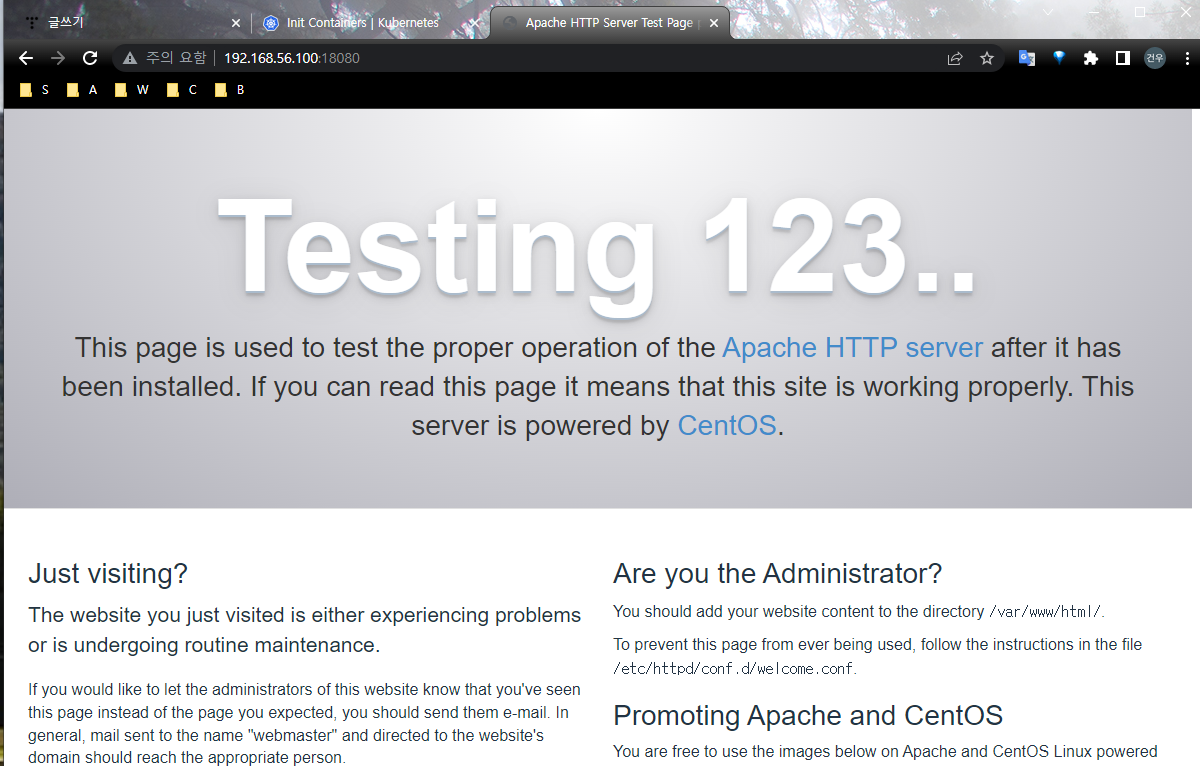 글쓰기
Init Containers | Kubernetes
Apache HTTP Server Test Page
주의 요함 | 192.168.56.100:18080
건우
S A W C B
Testing 123..
This page is used to test the proper operation of the Apache HTTP server after it has
been installed. If you can read this page it means that this site is working properly. This
server is powered by CentOS.
Just visiting?
The website you just visited is either experiencing problems
or is undergoing routine maintenance.
If you would like to let the administrators of this website know that you've seen
this page instead of the page you expected, you should send them e-mail. In
general, mail sent to the name "webmaster" and directed to the website's
domain should reach the appropriate person.
Are you the Administrator?
You should add your website content to the directory /var/www/html/.
To prevent this page from ever being used, follow the instructions in the file
/etc/httpd/conf.d/welcome.conf.
Promoting Apache and CentOS
You are free to use the images below on Apache and CentOS Linux powered